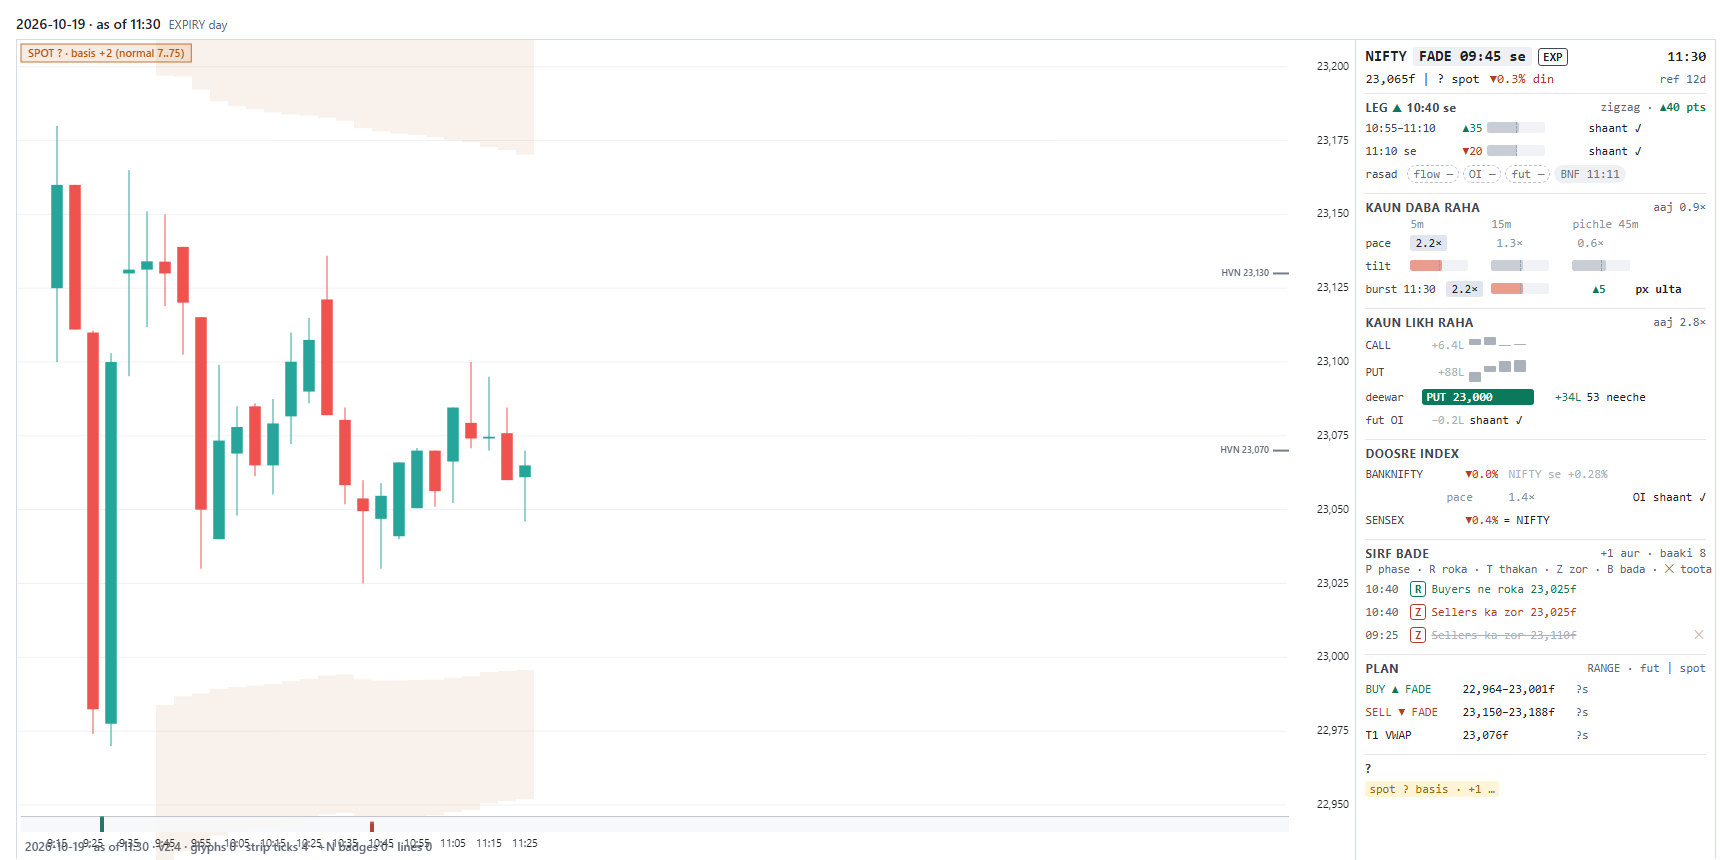 2026-10-19 · as of 11:30 EXPIRY day
SPOT ? · basis +2 (normal 7..75)
23,200
23,175
23,150
HVN 23,130
23,125
23,100
23,075
HVN 23,070
23,050
23,025
23,000
22,975
22,950
9:15 9:25 9:35 9:45 9:55 10:05 10:15 10:25 10:35 10:45 10:55 11:05 11:15 11:25
2026-10-19 · as of 11:30 · v2.4 · glyphs 0 · strip ticks 4 · +N badges 0 · lines 0
NIFTY FADE 09:45 se EXP 11:30
23,065f | ? spot ▼0.3% din ref 12d
LEG ▲ 10:40 se zigzag · ▲40 pts
10:55–11:10 ▲35 shaant ✓
11:10 se ▼20 shaant ✓
rasad flow — OI — fut — BNF 11:11
KAUN DABA RAHA aaj 0.9×
5m 15m pichle 45m
pace 2.2× 1.3× 0.6×
tilt
burst 11:30 2.2× ▲5 px ulta
KAUN LIKH RAHA aaj 2.8×
CALL +6.4L
PUT +88L
deewar PUT 23,000 +34L 53 neeche
fut OI −0.2L shaant ✓
DOOSRE INDEX
BANKNIFTY ▼0.0% NIFTY se +0.28%
pace 1.4× OI shaant ✓
SENSEX ▼0.4% = NIFTY
SIRF BADE +1 aur · baaki 8
P phase · R roka · T thakan · Z zor · B bada · ✕ toota
10:40 R Buyers ne roka 23,025f
10:40 Z Sellers ka zor 23,025f
09:25 Z Sellers ka zor 23,110f ✕
PLAN RANGE · fut | spot
BUY ▲ FADE 22,964–23,001f ?s
SELL ▼ FADE 23,150–23,188f ?s
T1 VWAP 23,076f ?s
?
spot ? basis · +1 …